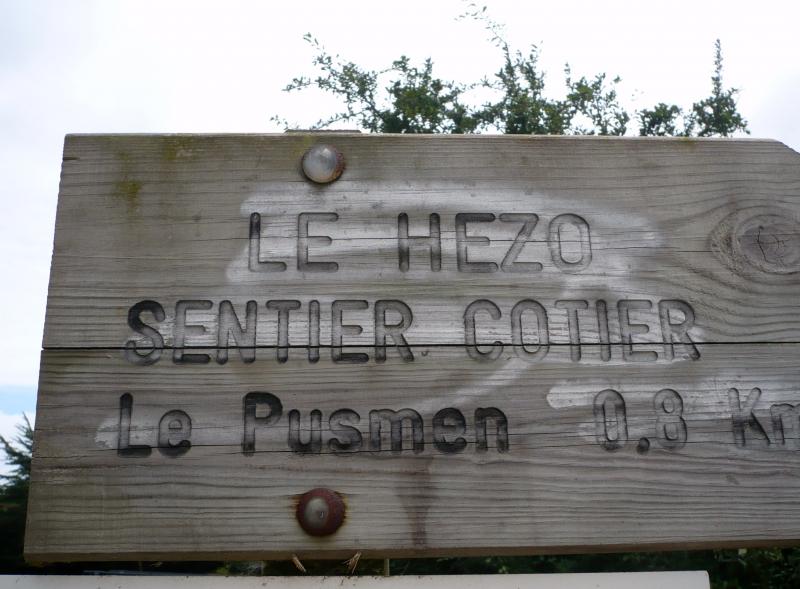 LE HEZO
SENTIER COTIER
Le Pusmen 0.8 Km